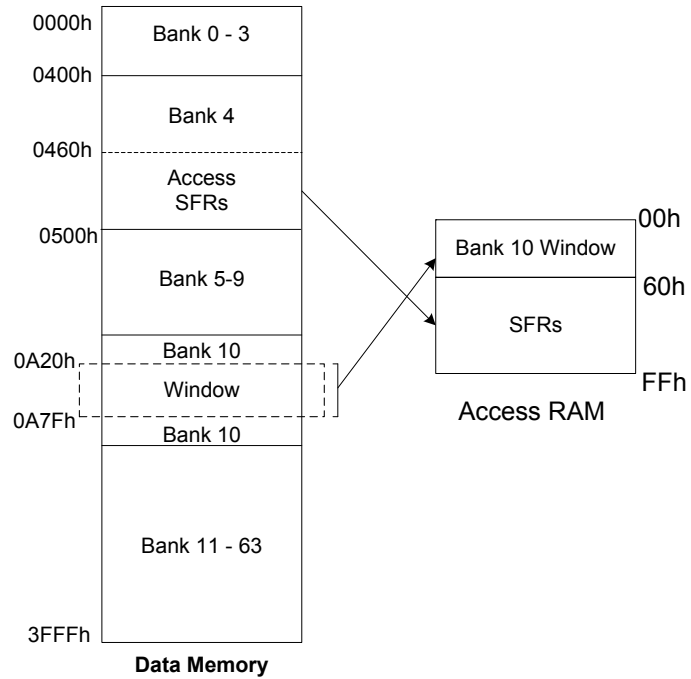 0000h
Bank 0 - 3
0400h
Bank 4
0460h
Access
SFRs
0500h
Bank 5-9
Bank 10
0A20h
Window
0A7Fh
Bank 10
Bank 11 - 63
3FFFh
Data Memory
00h
Bank 10 Window
60h
SFRs
FFh
Access RAM